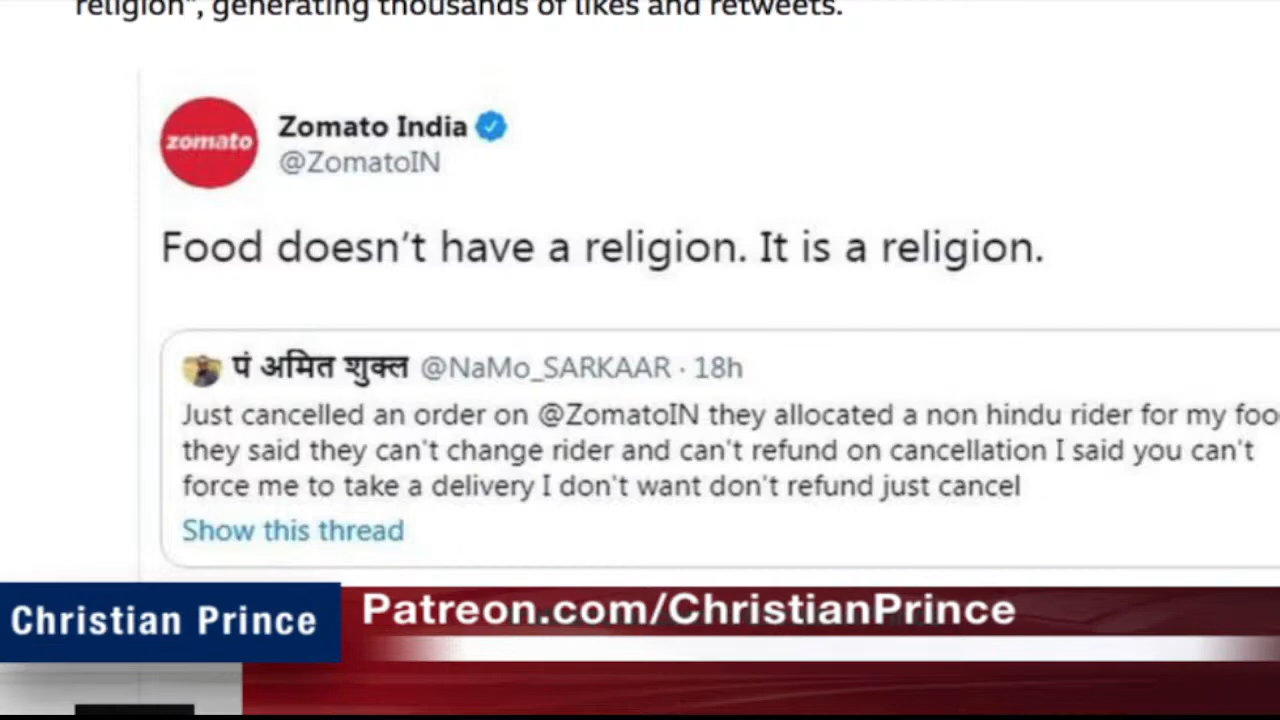 religion", generating thousands of likes and retweets.
zomato
Zomato India
@ZomatoIN
Food doesn't have a religion. It is a religion.
पं अमित शुक्ल @NaMo_SARKAAR · 18h
Just cancelled an order on @ZomatoIN they allocated a non hindu rider for my foo
they said they can't change rider and can't refund on cancellation I said you can't
force me to take a delivery I don't want don't refund just cancel
Show this thread
Christian Prince
Patreon.com/ChristianPrince